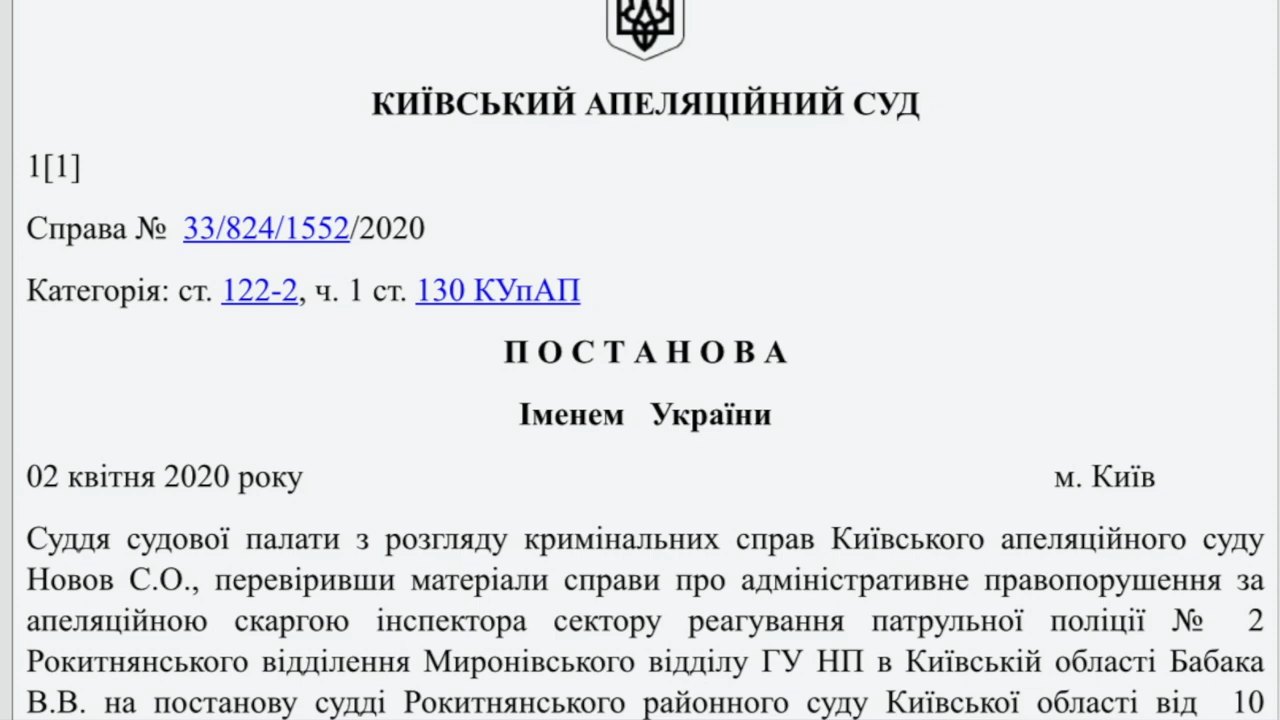 КИЇВСЬКИЙ АПЕЛЯЦІЙНИЙ СУД
1[1]
Справа № 33/824/1552/2020
Категорія: ст. 122-2, ч. 1 ст. 130 КУпАП
П О С Т А Н О В А
Іменем України
02 квітня 2020 року м. Київ
Суддя судової палати з розгляду кримінальних справ Київського апеляційного суду
Новов С.О., перевіривши матеріали справи про адміністративне правопорушення за
апеляційною скаргою інспектора сектору реагування патрульної поліції № 2
Рокитнянського відділення Миронівського відділу ГУ НП в Київській області Бабака
В.В. на постанову судді Рокитнянського районного суду Київської області від 10